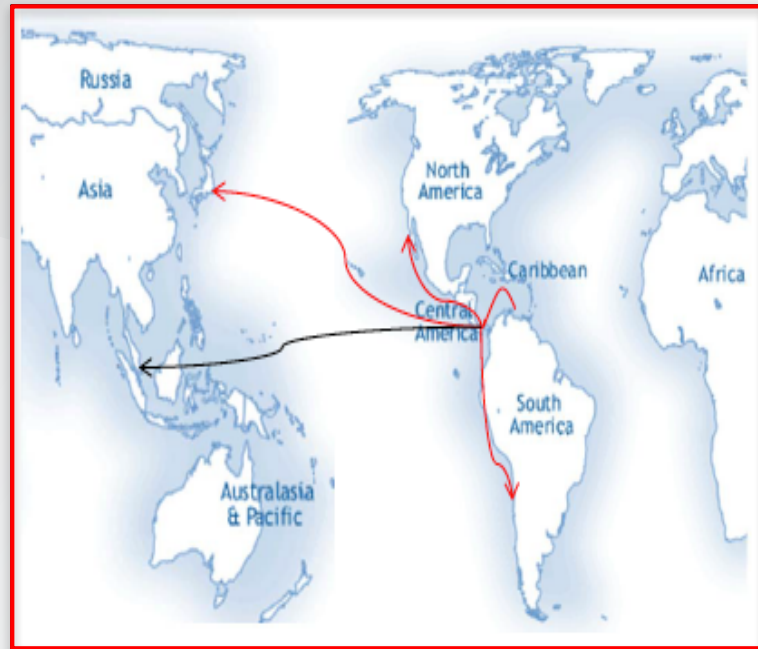 Russia
Asia
North
America
Caribbean
Africa
Central
America
South
America
Australasia
& Pacific